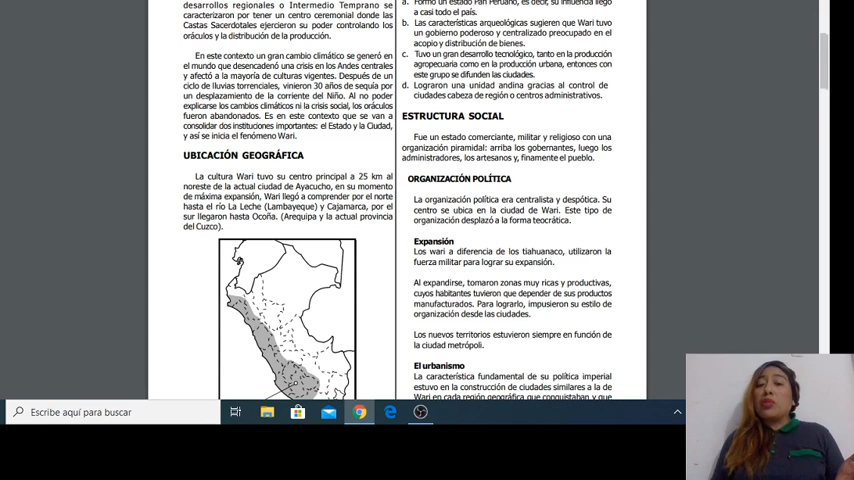 desarrollos regionales o Intermedio Temprano se
caracterizaron por tener un centro ceremonial donde las
Castas Sacerdotales ejercieron su poder controlando los
oráculos y la distribución de la producción.
En este contexto un gran cambio climático se generó en
el mundo que desencadenó una crisis en los Andes centrales
y afectó a la mayoría de culturas vigentes. Después de un
ciclo de lluvias torrenciales, vinieron 30 años de sequía por
un desplazamiento de la corriente del Niño. Al no poder
explicarse los cambios climáticos ni la crisis social, los oráculos
fueron abandonados. Es en este contexto que se van a
consolidar dos instituciones importantes: el Estado y la Ciudad,
y así se inicia el fenómeno Wari.
UBICACIÓN GEOGRÁFICA
La cultura Wari tuvo su centro principal a 25 km al
noreste de la actual ciudad de Ayacucho, en su momento
de máxima expansión, Wari llegó a comprender por el norte
hasta el río La Leche (Lambayeque) y Cajamarca, por el
sur llegaron hasta Ocoña. (Arequipa y la actual provincia
del Cuzco).
a. Formó un estado Pan Peruano, es decir, su influencia llegó
a casi todo el país.
b. Las características arqueológicas sugieren que Wari tuvo
un gobierno poderoso y centralizado preocupado en el
acopio y distribución de bienes.
c. Tuvo un gran desarrollo tecnológico, tanto en la producción
agropecuaria como en la producción urbana, entonces con
este grupo se difunden las ciudades.
d. Lograron una unidad andina gracias al control de
ciudades cabeza de región o centros administrativos.
ESTRUCTURA SOCIAL
Fue un estado comerciante, militar y religioso con una
organización piramidal: arriba los gobernantes, luego los
administradores, los artesanos y, finamente el pueblo.
ORGANIZACIÓN POLÍTICA
La organización política era centralista y despótica. Su
centro se ubica en la ciudad de Wari. Este tipo de
organización desplazó a la forma teocrática.
Expansión
Los wari a diferencia de los tiahuanaco, utilizaron la
fuerza militar para lograr su expansión.
Al expandirse, tomaron zonas muy ricas y productivas,
cuyos habitantes tuvieron que depender de sus productos
manufacturados. Para lograrlo, impusieron su estilo de
organización desde las ciudades.
Los nuevos territorios estuvieron siempre en función de
la ciudad metrópoli.
El urbanismo
La característica fundamental de su política imperial
estuvo en la construcción de ciudades similares a la de
Wari en cada región geográfica que conquistaban y que
Escribe aquí para buscar